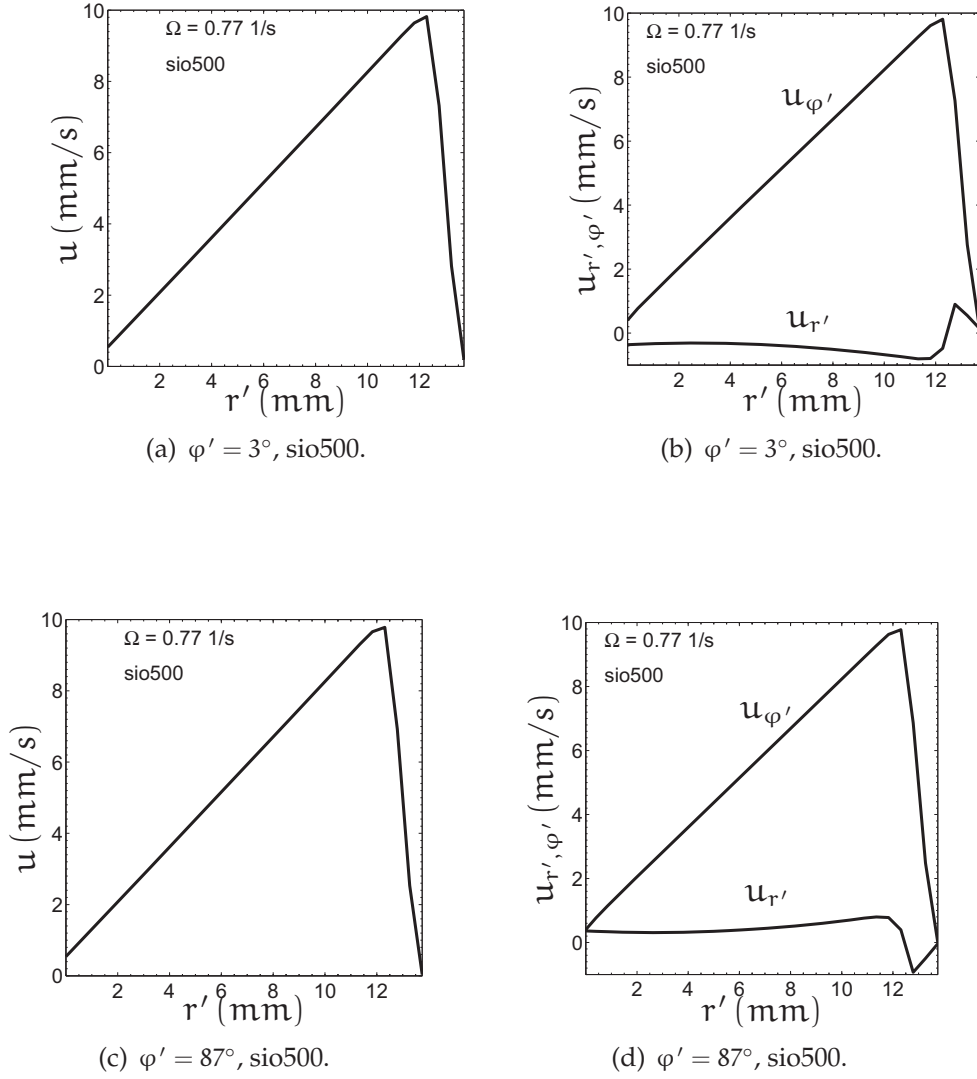 Ω = 0.77 1/s
sio500
u (mm/s)
10
8
6
4
2
0
2 4 6 8 10 12
r′ (mm)
(a) φ′ = 3°, sio500.
Ω = 0.77 1/s
sio500
u_φ′
u_r′
u_r′,φ′ (mm/s)
10
8
6
4
2
0
2 4 6 8 10 12
r′ (mm)
(b) φ′ = 3°, sio500.
Ω = 0.77 1/s
sio500
u (mm/s)
10
8
6
4
2
0
2 4 6 8 10 12
r′ (mm)
(c) φ′ = 87°, sio500.
Ω = 0.77 1/s
sio500
u_φ′
u_r′
u_r′,φ′ (mm/s)
10
8
6
4
2
0
2 4 6 8 10 12
r′ (mm)
(d) φ′ = 87°, sio500.